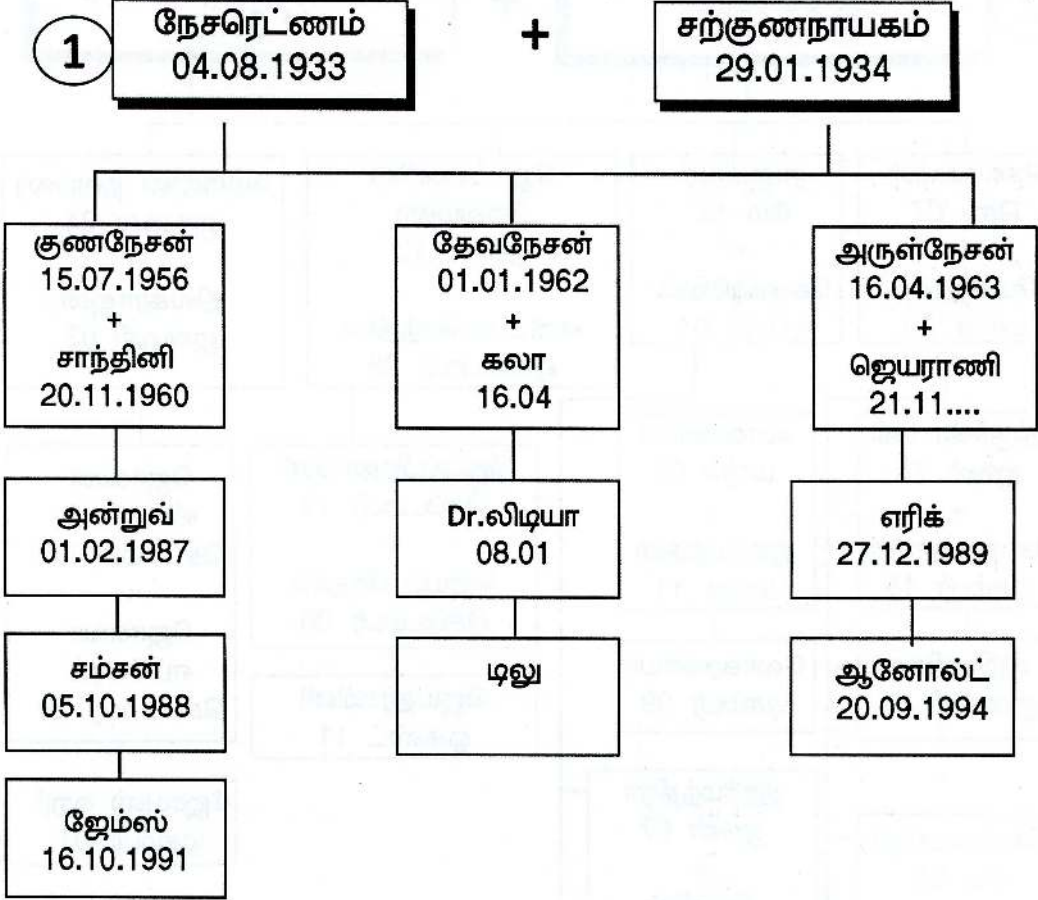 1
நேசரெட்ணம்
04.08.1933
+
சற்குணநாயகம்
29.01.1934
குணநேசன்
15.07.1956
+
சாந்தினி
20.11.1960
தேவநேசன்
01.01.1962
+
கலா
16.04
அருள்நேசன்
16.04.1963
+
ஜெயராணி
21.11....
அன்றுவ்
01.02.1987
Dr.லிடியா
08.01
எரிக்
27.12.1989
சம்சன்
05.10.1988
டிலு
ஆனோல்ட்
20.09.1994
ஜேம்ஸ்
16.10.1991